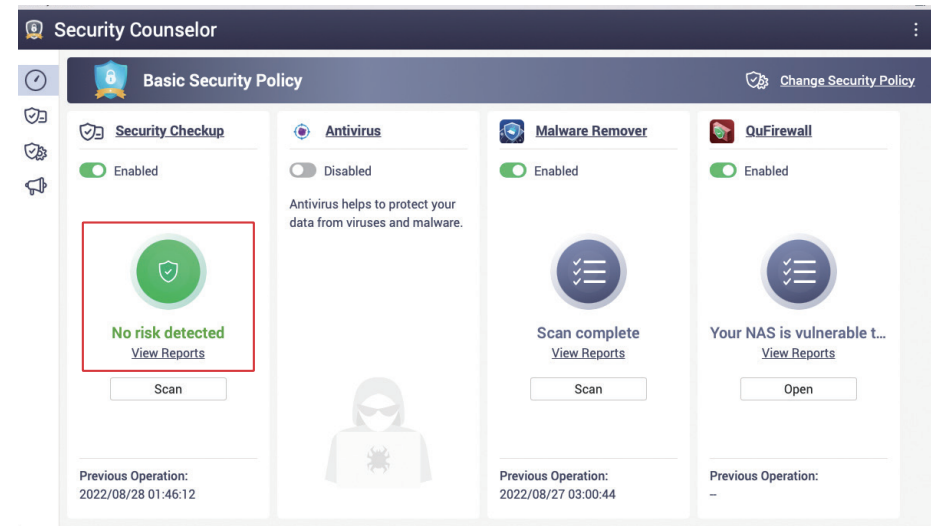 Security Counselor
Basic Security Policy
Change Security Policy
Security Checkup
Enabled
No risk detected
View Reports
Scan
Previous Operation:
2022/08/28 01:46:12
Antivirus
Disabled
Antivirus helps to protect your
data from viruses and malware.
Malware Remover
Enabled
Scan complete
View Reports
Scan
Previous Operation:
2022/08/27 03:00:44
QuFirewall
Enabled
Your NAS is vulnerable t...
View Reports
Open
Previous Operation:
--